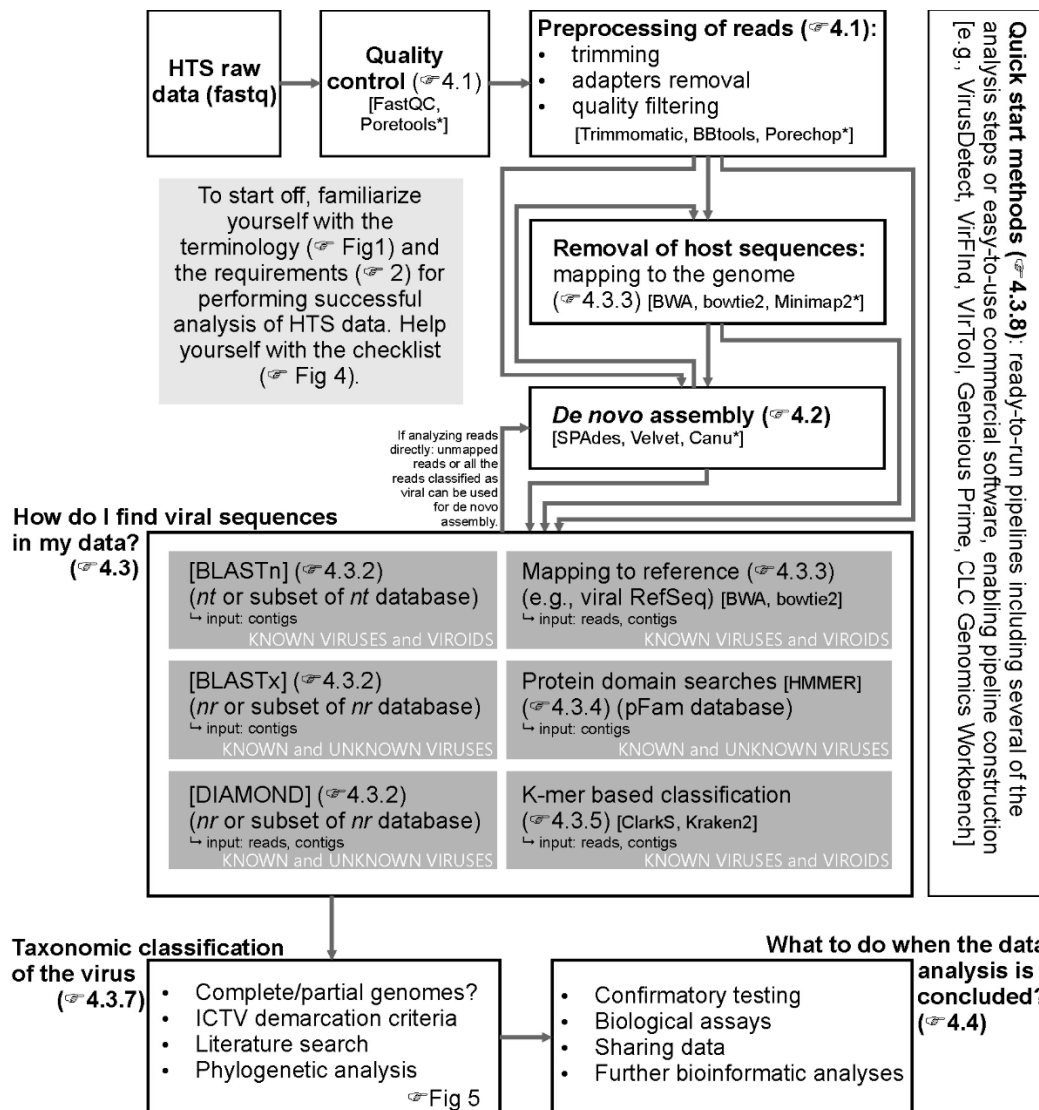 HTS raw
data (fastq)
Quality
control (☞4.1)
[FastQC,
Poretools*]
Preprocessing of reads (☞4.1):
• trimming
• adapters removal
• quality filtering
[Trimmomatic, BBtools, Porechop*]
Quick start methods (☞4.3.8): ready-to-run pipelines including several of the
analysis steps or easy-to-use commercial software, enabling pipeline construction
[e.g., VirusDetect, VirFInd, VIrTool, Geneious Prime, CLC Genomics Workbench]
To start off, familiarize
yourself with the
terminology (☞ Fig1) and
the requirements (☞ 2) for
performing successful
analysis of HTS data. Help
yourself with the checklist
(☞ Fig 4).
Removal of host sequences:
mapping to the genome
(☞4.3.3) [BWA, bowtie2, Minimap2*]
De novo assembly (☞4.2)
[SPAdes, Velvet, Canu*]
If analyzing reads
directly: unmapped
reads or all the
reads classified as
viral can be used
for de novo
assembly.
How do I find viral sequences
in my data?
(☞4.3)
[BLASTn] (☞4.3.2)
(nt or subset of nt database)
↳ input: contigs
KNOWN VIRUSES and VIROIDS
Mapping to reference (☞4.3.3)
(e.g., viral RefSeq) [BWA, bowtie2]
↳ input: reads, contigs
KNOWN VIRUSES and VIROIDS
[BLASTx] (☞4.3.2)
(nr or subset of nr database)
↳ input: contigs
KNOWN and UNKNOWN VIRUSES
Protein domain searches [HMMER]
(☞4.3.4) (pFam database)
↳ input: contigs
KNOWN and UNKNOWN VIRUSES
[DIAMOND] (☞4.3.2)
(nr or subset of nr database)
↳ input: reads, contigs
KNOWN and UNKNOWN VIRUSES
K-mer based classification
(☞4.3.5) [ClarkS, Kraken2]
↳ input: reads, contigs
KNOWN VIRUSES and VIROIDS
Taxonomic classification
of the virus
(☞4.3.7)
• Complete/partial genomes?
• ICTV demarcation criteria
• Literature search
• Phylogenetic analysis
☞Fig 5
What to do when the data
analysis is
concluded?
(☞4.4)
• Confirmatory testing
• Biological assays
• Sharing data
• Further bioinformatic analyses